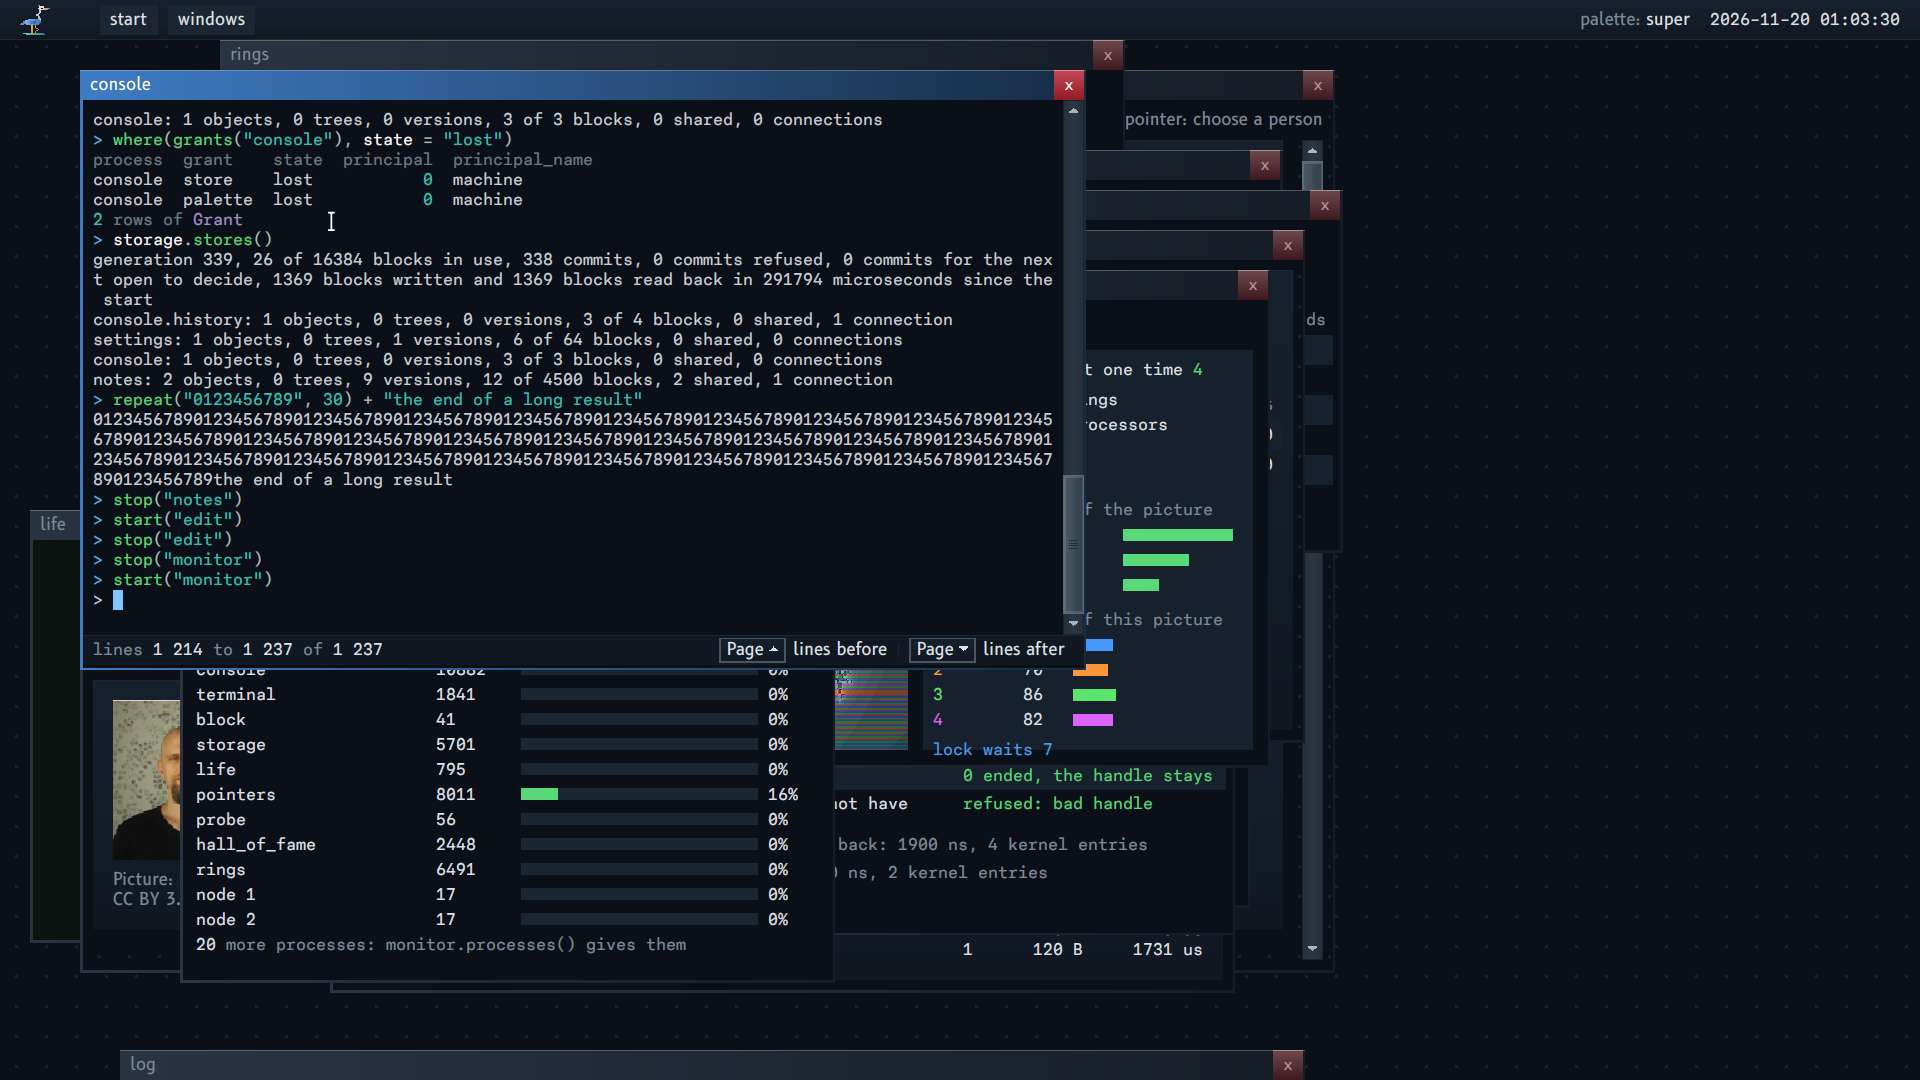 start windows palette: super 2026-11-20 01:03:30
rings x
console x
x
pointer: choose a person
console: 1 objects, 0 trees, 0 versions, 3 of 3 blocks, 0 shared, 0 connections
> where(grants("console"), state = "lost")
process grant state principal principal_name
console store lost 0 machine
console palette lost 0 machine
2 rows of Grant
> storage.stores()
generation 339, 26 of 16384 blocks in use, 338 commits, 0 commits refused, 0 commits for the nex
t open to decide, 1369 blocks written and 1369 blocks read back in 291794 microseconds since the
start
console.history: 1 objects, 0 trees, 0 versions, 3 of 4 blocks, 0 shared, 1 connection
settings: 1 objects, 0 trees, 1 versions, 6 of 64 blocks, 0 shared, 0 connections
console: 1 objects, 0 trees, 0 versions, 3 of 3 blocks, 0 shared, 0 connections
notes: 2 objects, 0 trees, 9 versions, 12 of 4500 blocks, 2 shared, 1 connection
> repeat("0123456789", 30) + "the end of a long result"
012345678901234567890123456789012345678901234567890123456789012345678901234567890123456789012345
678901234567890123456789012345678901234567890123456789012345678901234567890123456789012345678901
234567890123456789012345678901234567890123456789012345678901234567890123456789012345678901234567
890123456789the end of a long result
> stop("notes")
> start("edit")
> stop("edit")
> stop("monitor")
> start("monitor")
>
lines 1 214 to 1 237 of 1 237 Page lines before Page lines after
x
x
x
x
ds
t one time 4
ngs
ocessors
f the picture
f this picture
life
console 10882 0%
terminal 1841 0%
block 41 0%
storage 5701 0%
life 795 0%
pointers 8011 16%
probe 56 0%
hall_of_fame 2448 0%
rings 6491 0%
node 1 17 0%
node 2 17 0%
20 more processes: monitor.processes() gives them
2 70
3 86
4 82
lock waits 7
0 ended, the handle stays
not have refused: bad handle
back: 1900 ns, 4 kernel entries
ns, 2 kernel entries
1 120 B 1731 us
Picture:
CC BY 3.
log x